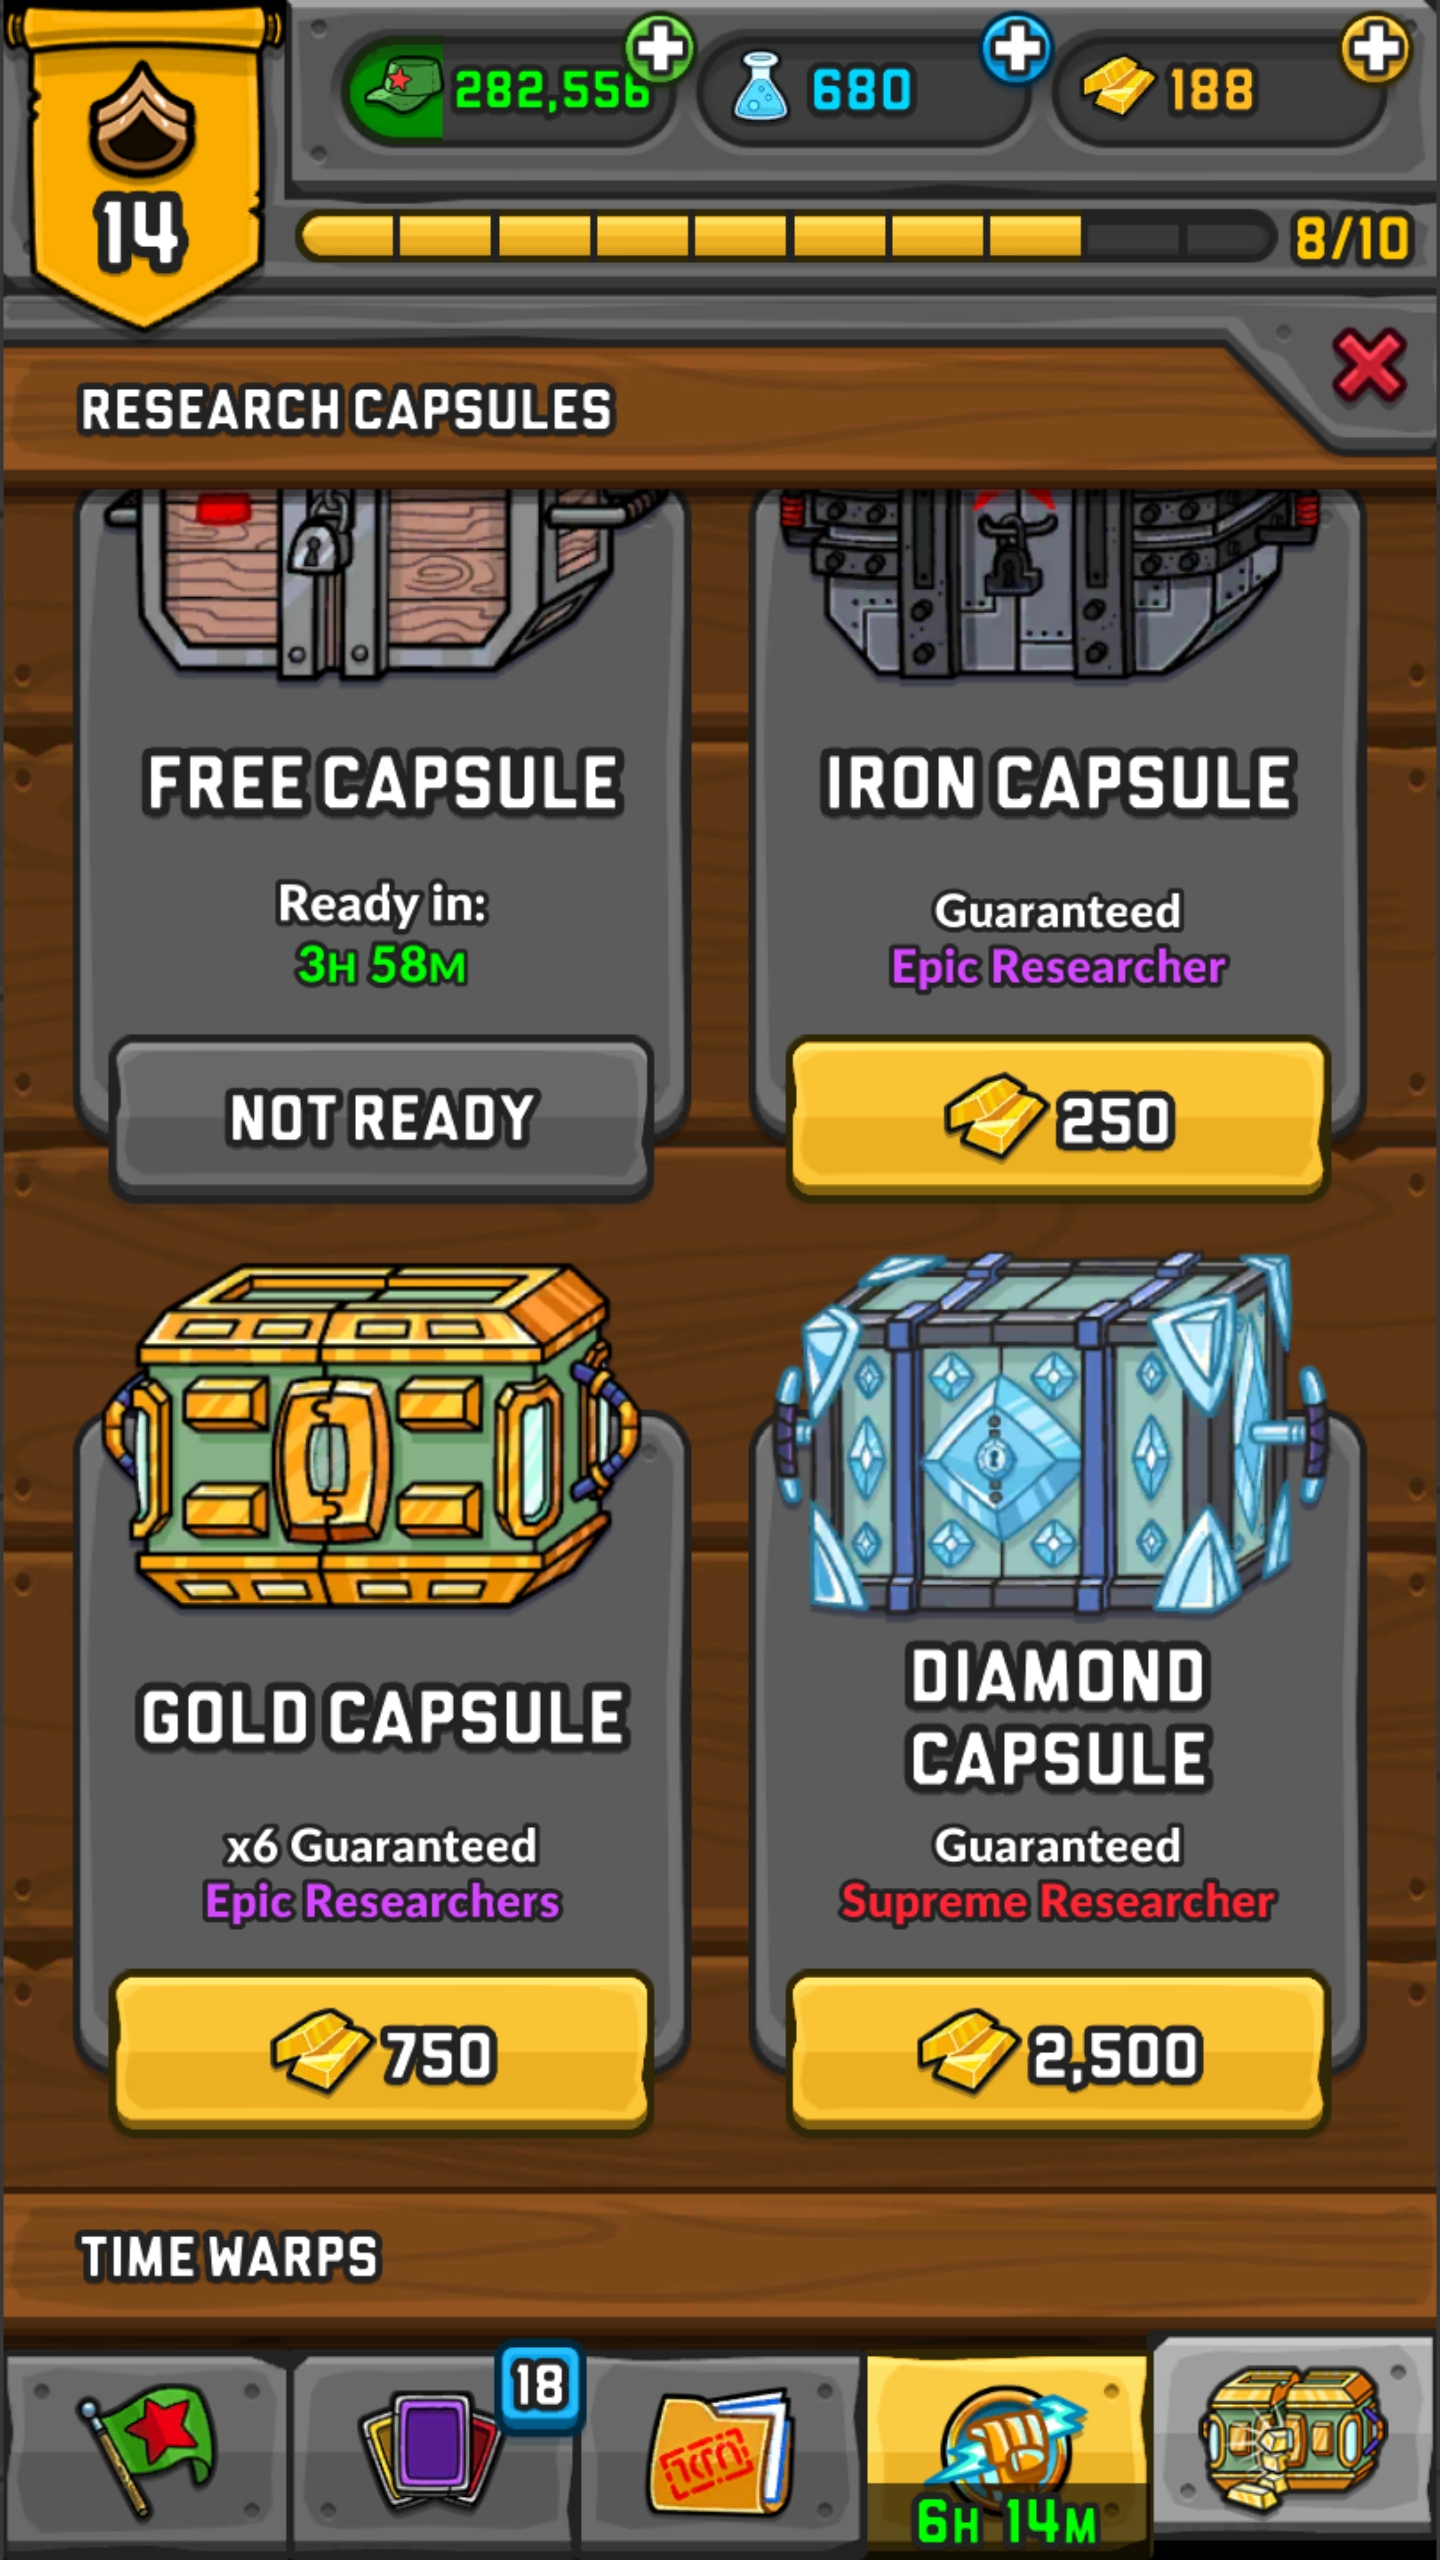 282,556
680
188
14
8/10
RESEARCH CAPSULES
FREE CAPSULE
Ready in:
3H 58M
NOT READY
IRON CAPSULE
Guaranteed
Epic Researcher
250
GOLD CAPSULE
x6 Guaranteed
Epic Researchers
750
DIAMOND
CAPSULE
Guaranteed
Supreme Researcher
2,500
TIME WARPS
18
6H 14M